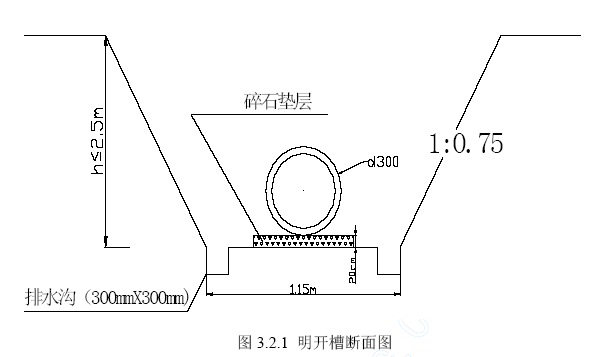 碎石垫层
h≤2.5m
d300
1:0.75
20cm
排水沟（300mmX300mm)
1.15m
图 3.2.1 明开槽断面图